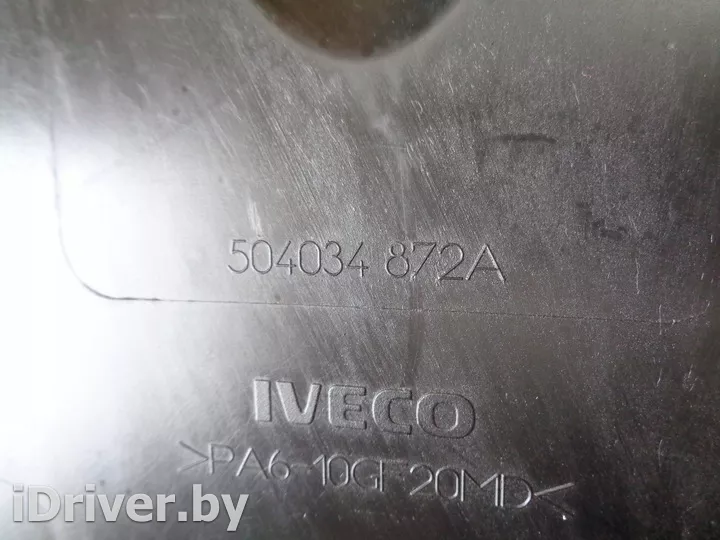 504034 872A
IVECO
>PA6-10GF20MD<
iDriver.by